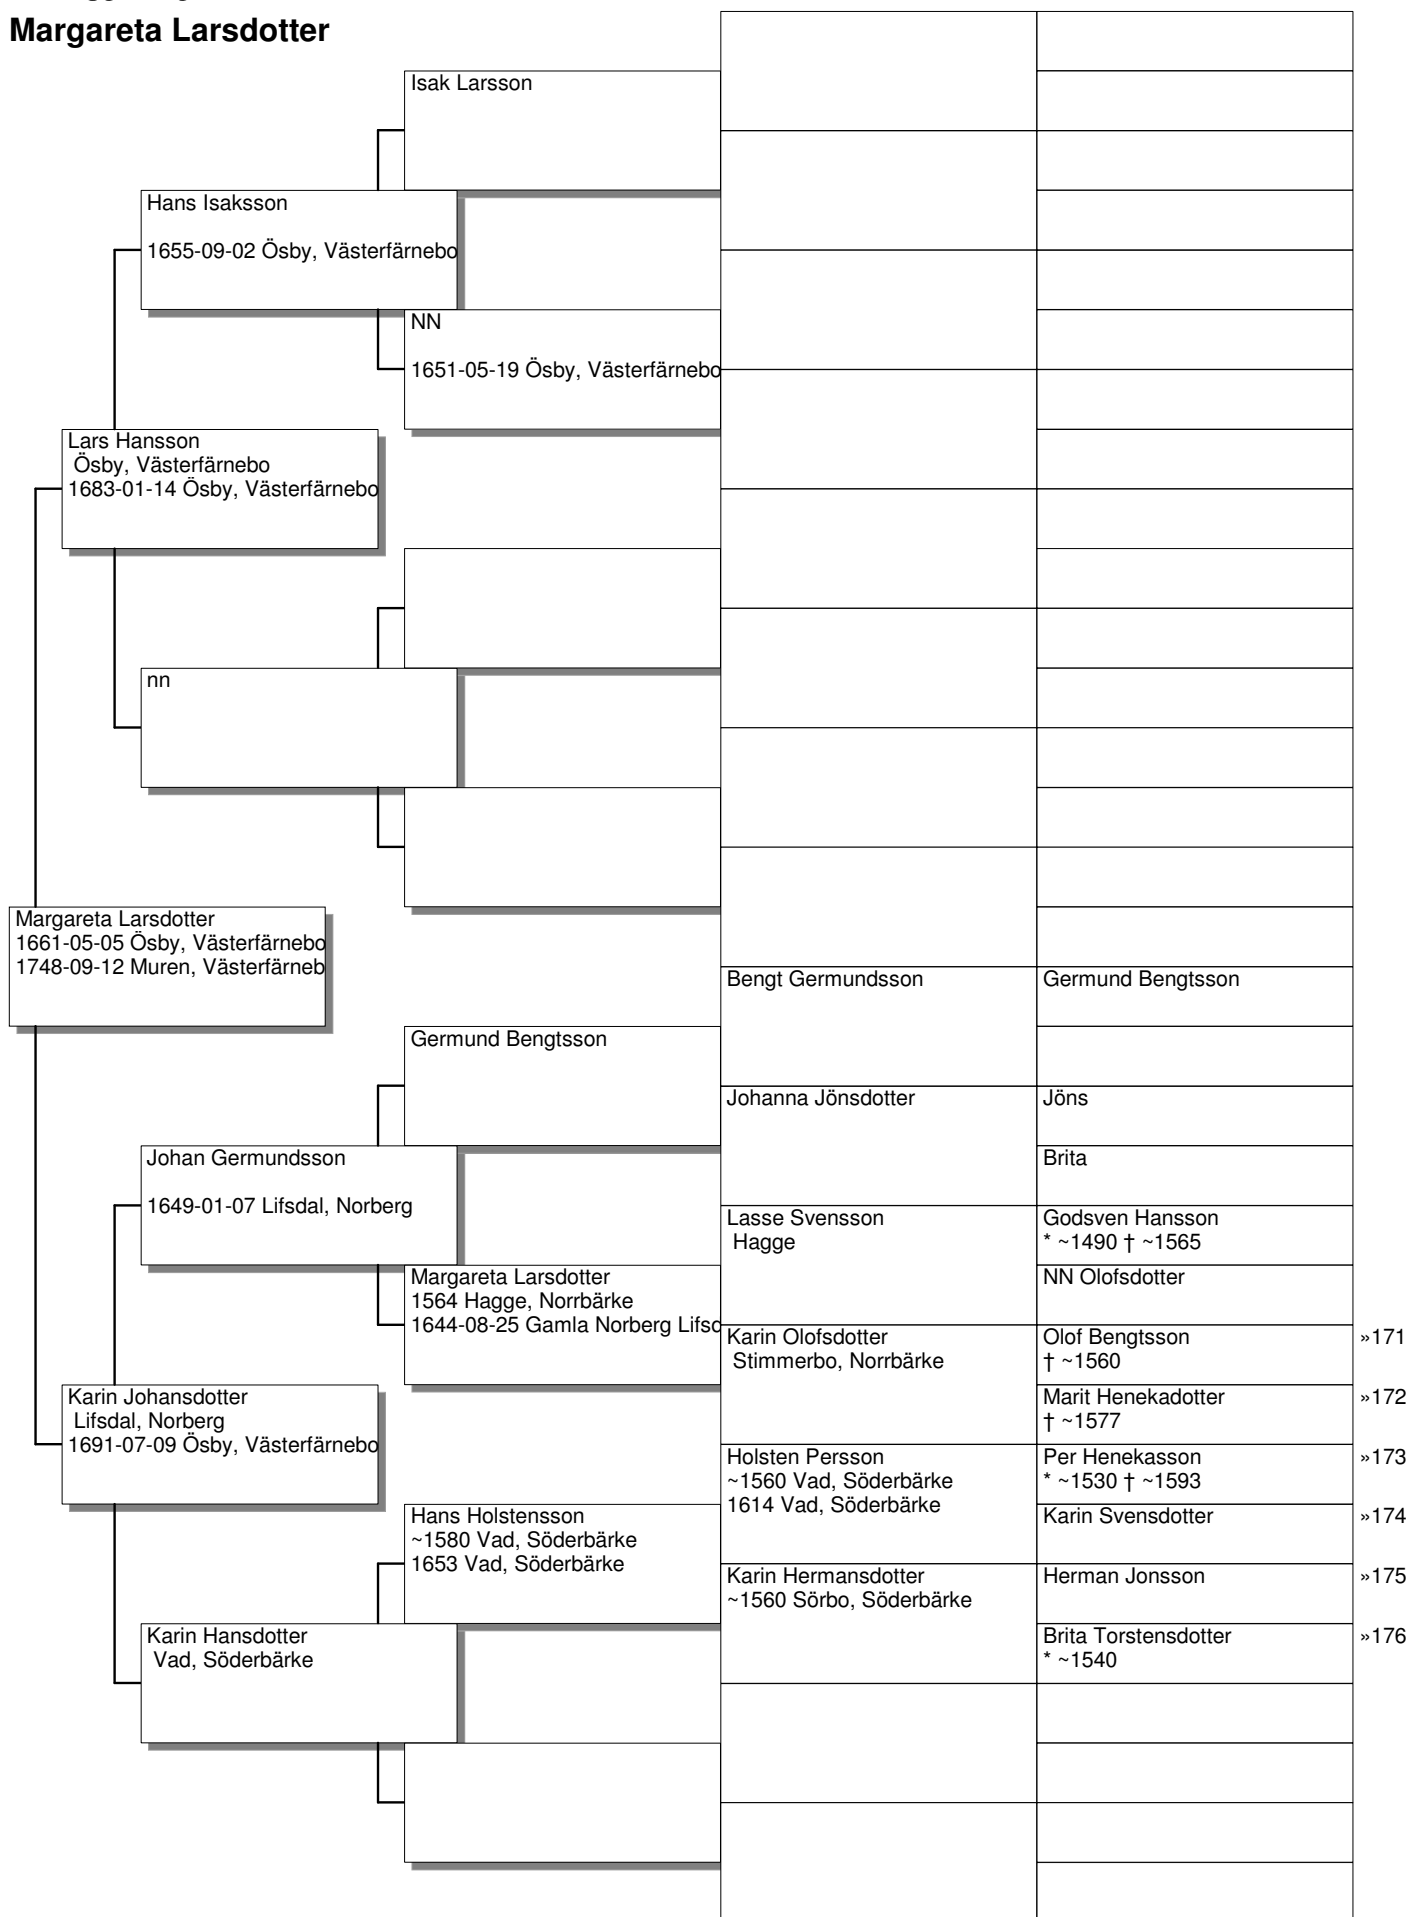 Margareta Larsdotter
Isak Larsson
Hans Isaksson
1655-09-02 Ösby, Västerfärnebo
NN
1651-05-19 Ösby, Västerfärnebo
Lars Hansson
Ösby, Västerfärnebo
1683-01-14 Ösby, Västerfärnebo
nn
Margareta Larsdotter
1661-05-05 Ösby, Västerfärnebo
1748-09-12 Muren, Västerfärneb
Bengt Germundsson
Germund Bengtsson
Germund Bengtsson
Johanna Jönsdotter
Jöns
Johan Germundsson
1649-01-07 Lifsdal, Norberg
Brita
Lasse Svensson
Hagge
Godsven Hansson
* ~1490 † ~1565
Margareta Larsdotter
1564 Hagge, Norrbärke
1644-08-25 Gamla Norberg Lifsd
NN Olofsdotter
Karin Olofsdotter
Stimmerbo, Norrbärke
Olof Bengtsson
† ~1560
»171
Karin Johansdotter
Lifsdal, Norberg
1691-07-09 Ösby, Västerfärnebo
Marit Henekadotter
† ~1577
»172
Holsten Persson
~1560 Vad, Söderbärke
1614 Vad, Söderbärke
Per Henekasson
* ~1530 † ~1593
»173
Hans Holstensson
~1580 Vad, Söderbärke
1653 Vad, Söderbärke
Karin Svensdotter
»174
Karin Hermansdotter
~1560 Sörbo, Söderbärke
Herman Jonsson
»175
Karin Hansdotter
Vad, Söderbärke
Brita Torstensdotter
* ~1540
»176